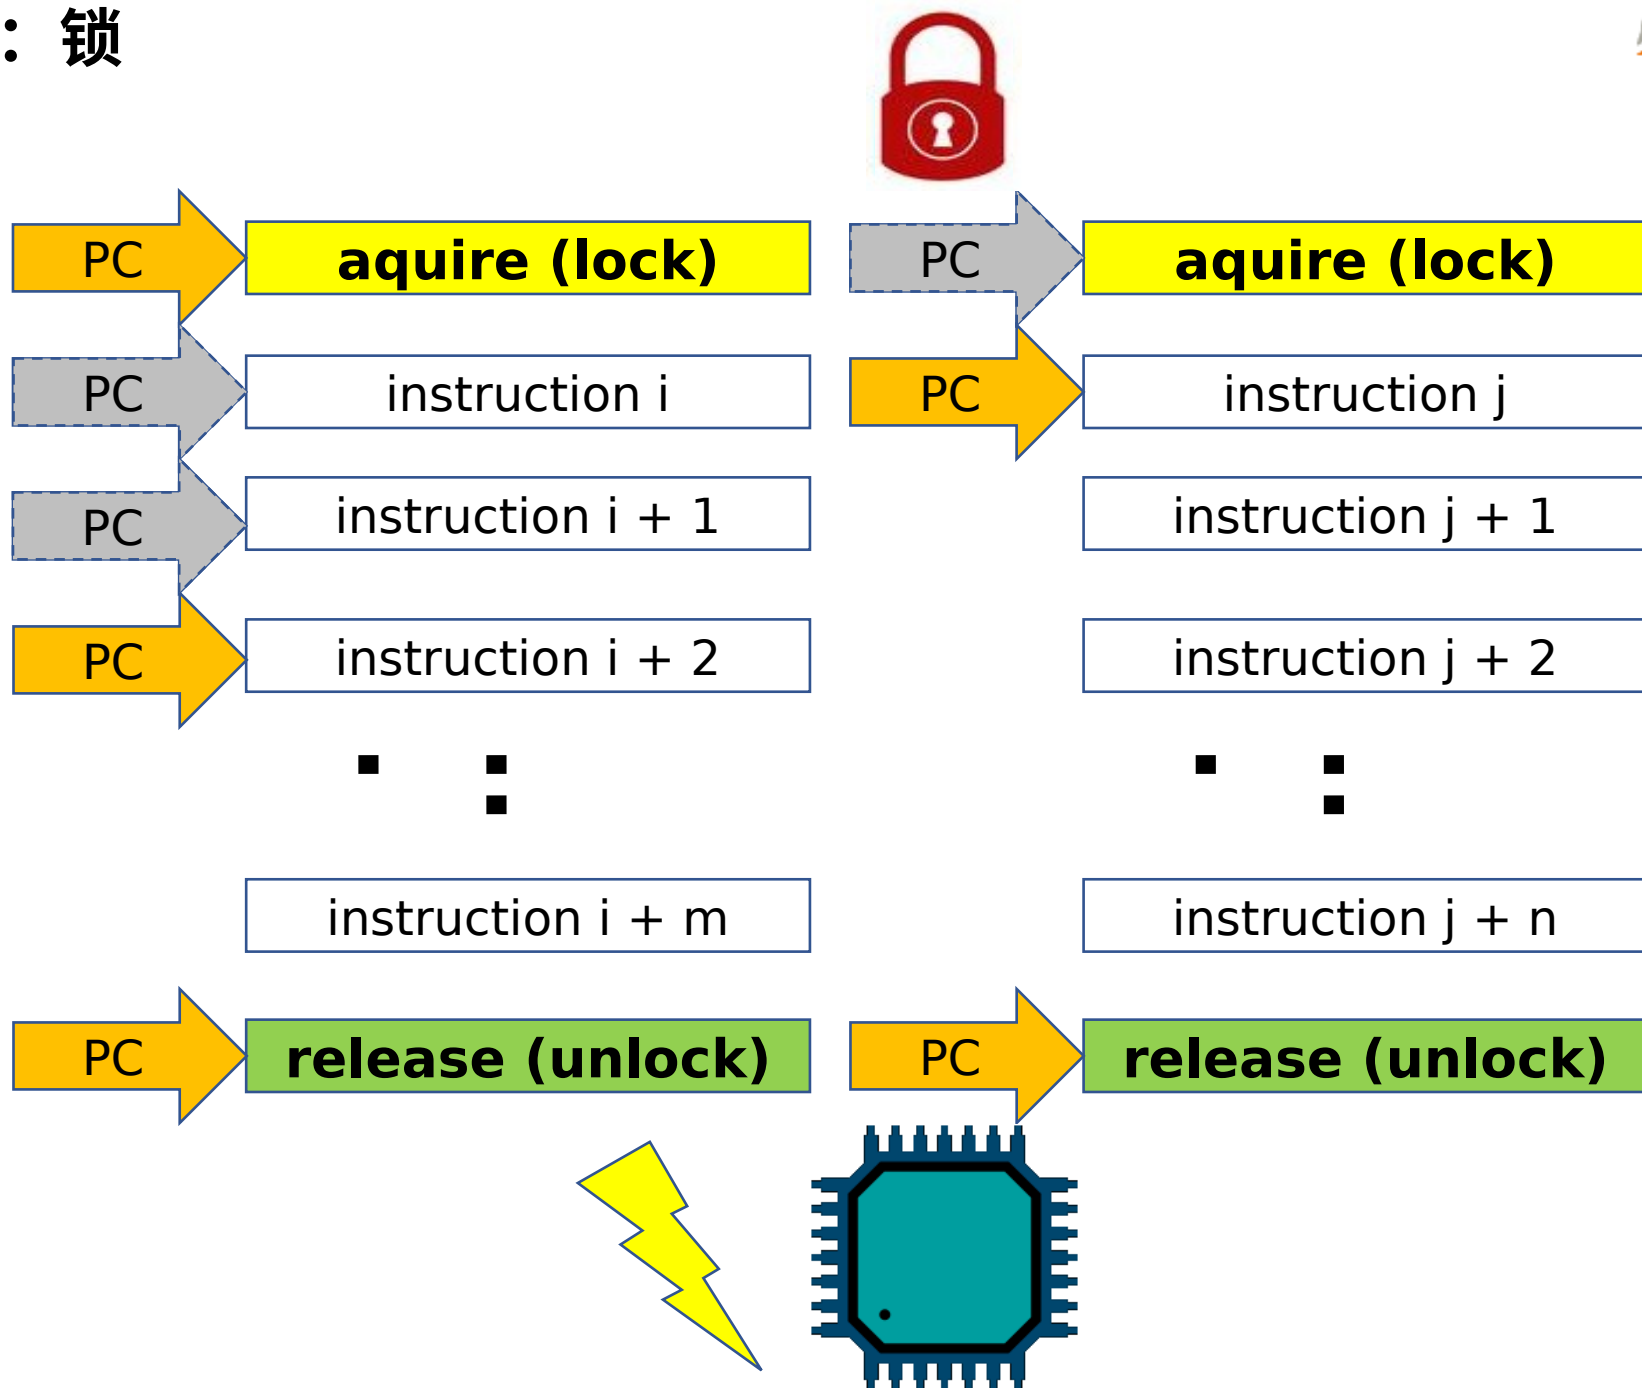 ：锁
PC aquire (lock) PC aquire (lock)
PC instruction i PC instruction j
PC instruction i + 1 instruction j + 1
PC instruction i + 2 instruction j + 2
instruction i + m instruction j + n
PC release (unlock) PC release (unlock)